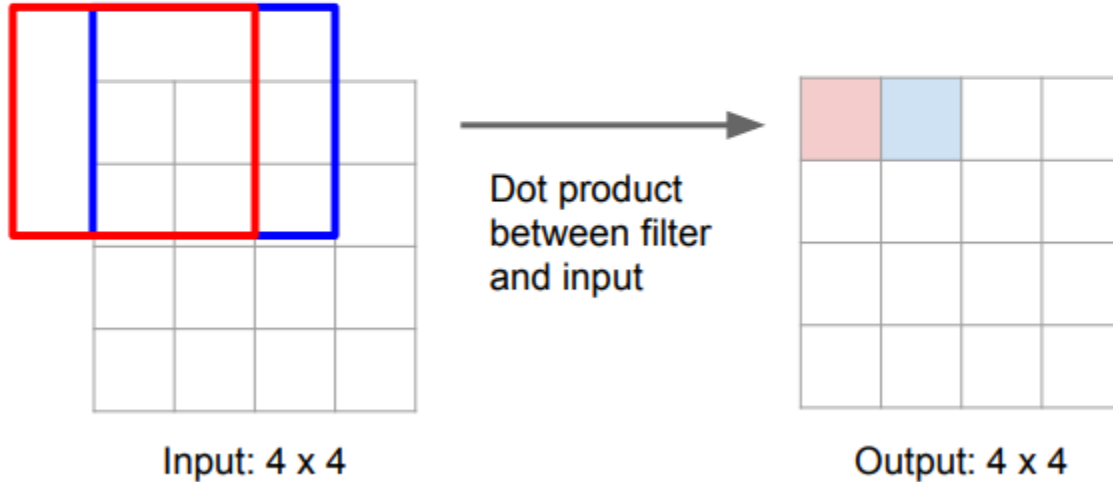 Dot product
between filter
and input
Input: 4 x 4
Output: 4 x 4